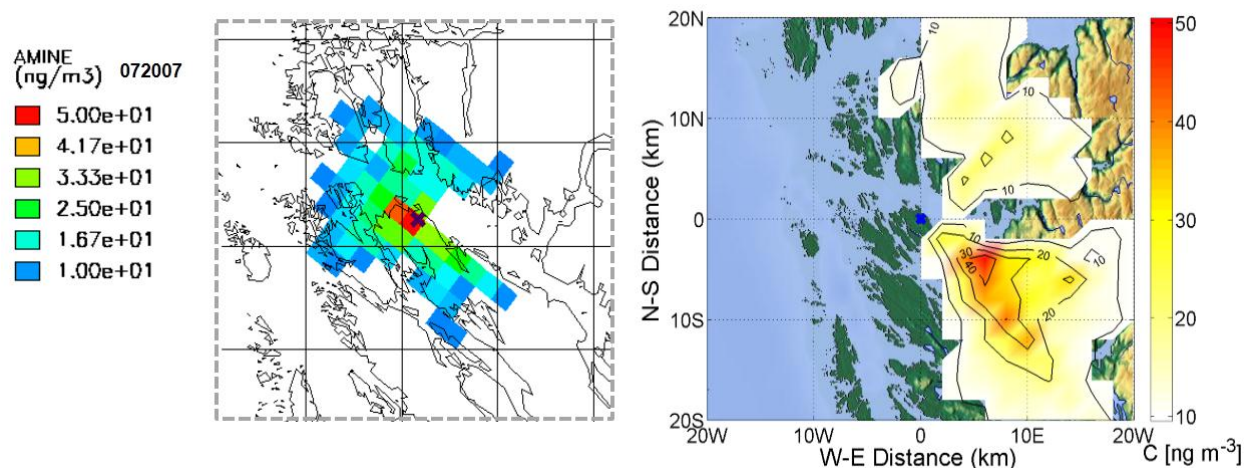 AMINE
(ng/m3) 072007
5.00e+01
4.17e+01
3.33e+01
2.50e+01
1.67e+01
1.00e+01
20N
10N
0
10S
20S
N-S Distance (km)
10
10
10
10
10
30
20
40
20
10
20W
10W
0
10E
20W
W-E Distance (km)
50
40
30
20
10
C [ng m⁻³]